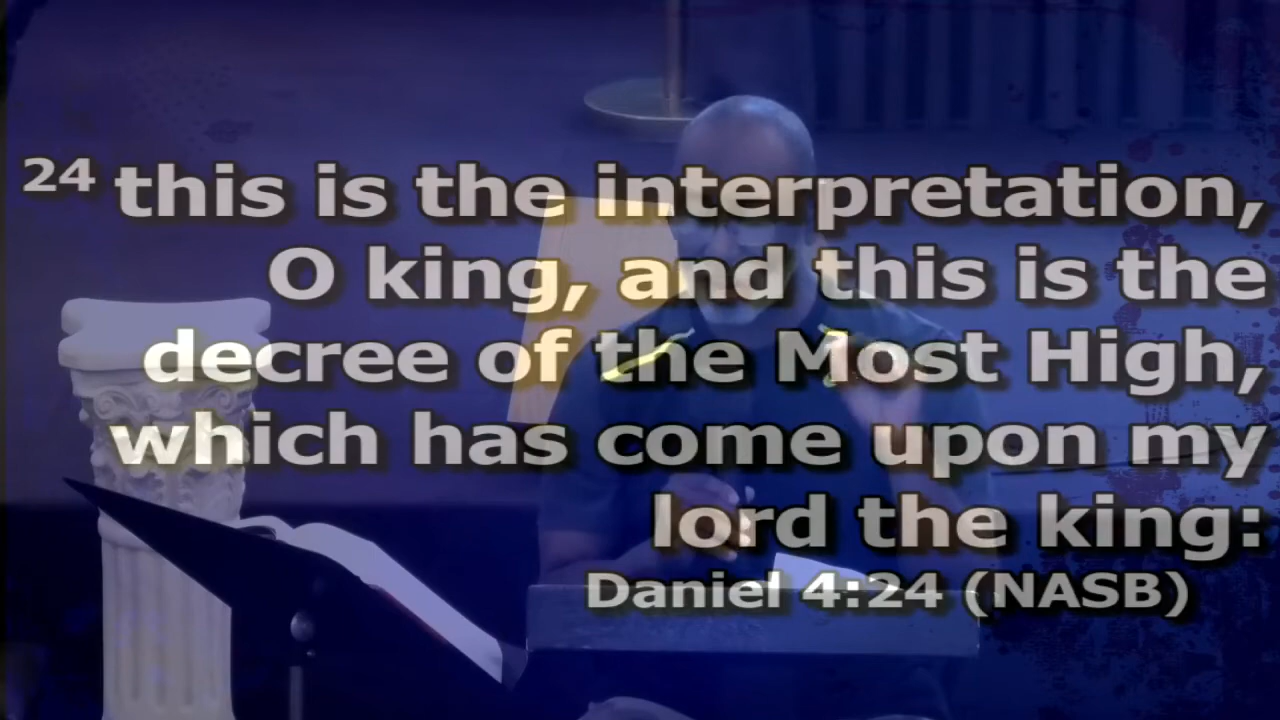 24 this is the interpretation,
O king, and this is the
decree of the Most High,
which has come upon my
lord the king:
Daniel 4:24 (NASB)